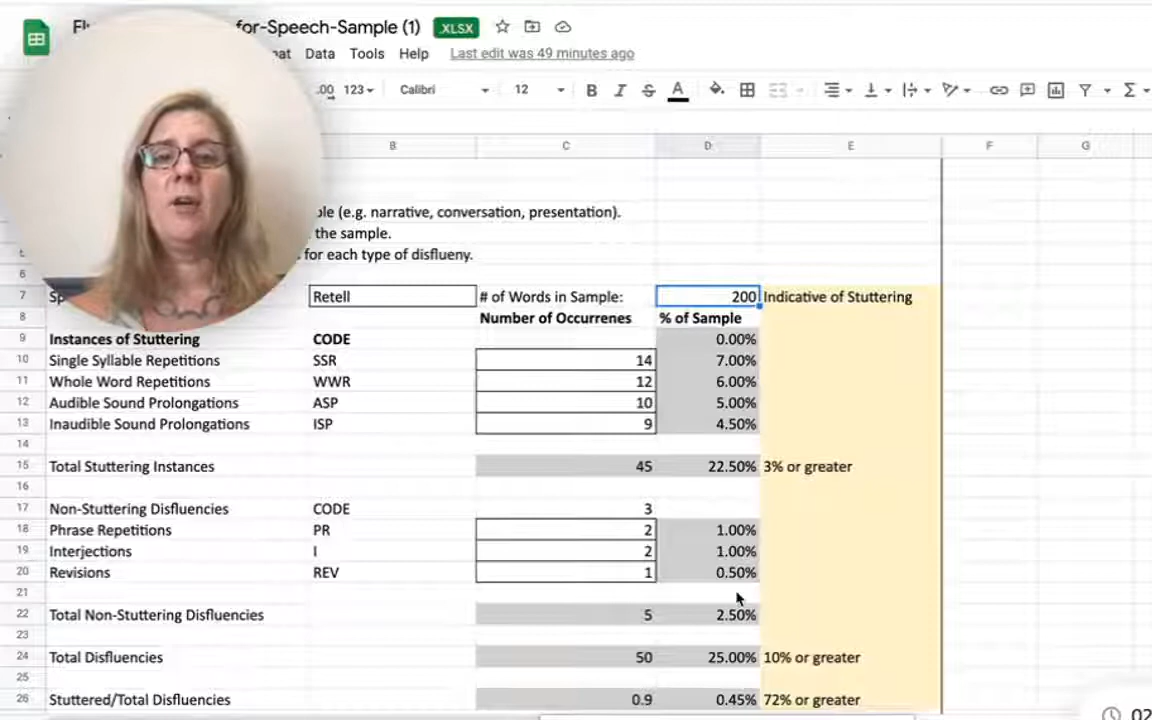 for-Speech-Sample (1) .XLSX
Data Tools Help Last edit was 49 minutes ago
.00 123 Calibri 12 B I S A
B C D E F G
ple (e.g. narrative, conversation, presentation).
the sample.
for each type of disflueny.
6
7 Sp Retell # of Words in Sample: 200 Indicative of Stuttering
8 Number of Occurrenes % of Sample
9 Instances of Stuttering CODE 0.00%
10 Single Syllable Repetitions SSR 14 7.00%
11 Whole Word Repetitions WWR 12 6.00%
12 Audible Sound Prolongations ASP 10 5.00%
13 Inaudible Sound Prolongations ISP 9 4.50%
14
15 Total Stuttering Instances 45 22.50% 3% or greater
16
17 Non-Stuttering Disfluencies CODE 3
18 Phrase Repetitions PR 2 1.00%
19 Interjections I 2 1.00%
20 Revisions REV 1 0.50%
21
22 Total Non-Stuttering Disfluencies 5 2.50%
23
24 Total Disfluencies 50 25.00% 10% or greater
25
26 Stuttered/Total Disfluencies 0.9 0.45% 72% or greater
02